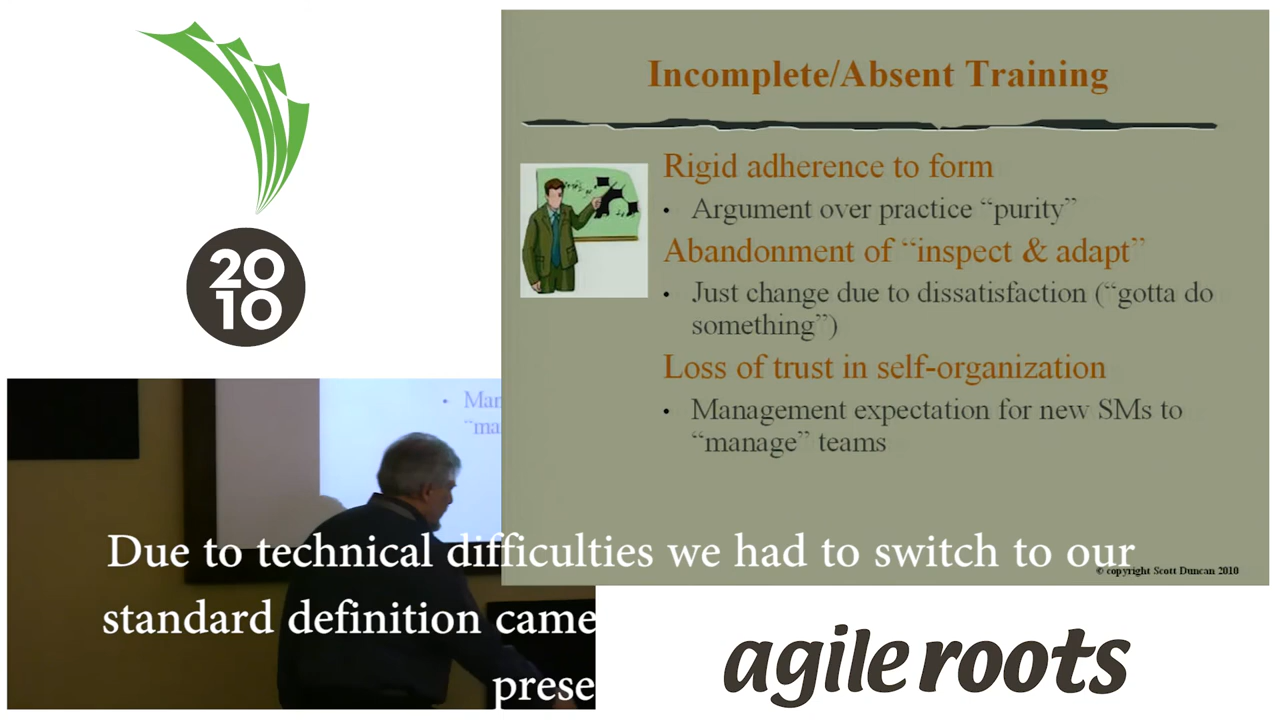 20
10
Incomplete/Absent Training
Rigid adherence to form
• Argument over practice “purity”
Abandonment of “inspect & adapt”
• Just change due to dissatisfaction (“gotta do
something”)
Loss of trust in self-organization
• Management expectation for new SMs to
“manage” teams
© copyright Scott Duncan 2010
Due to technical difficulties we had to switch to our
standard definition came
prese
agile roots